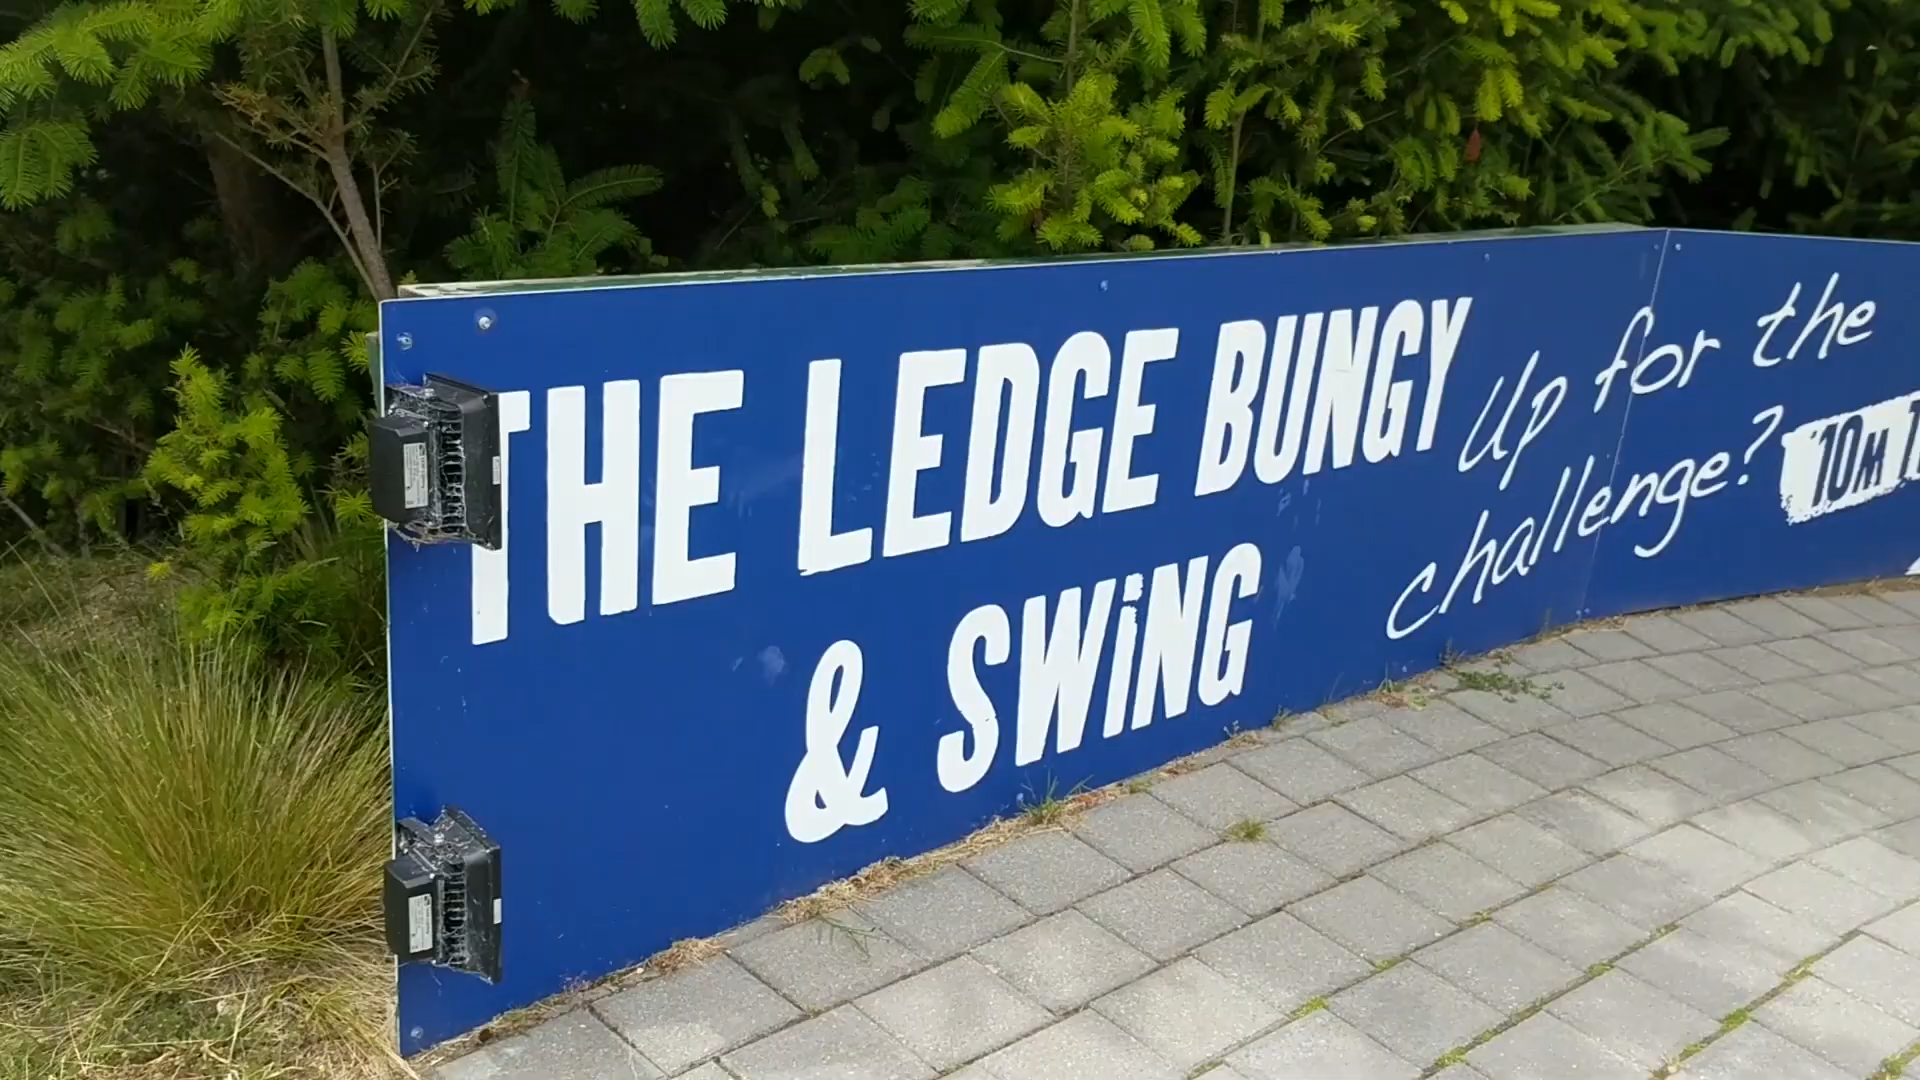 THE LEDGE BUNGY
& SWiNG
Up for the
challenge?
10M